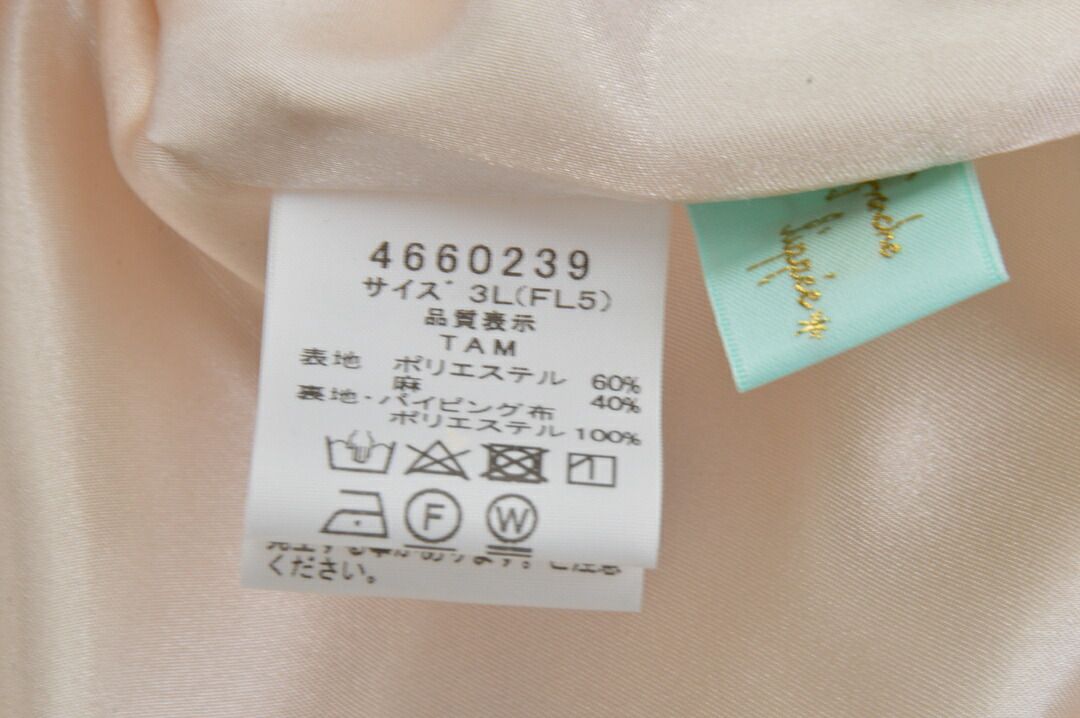 4660239
サイズ 3L(FL5)
品質表示
TAM
表地 ポリエステル 60%
麻 40%
裏地・パイピング布
ポリエステル 100%
F
W
ください。